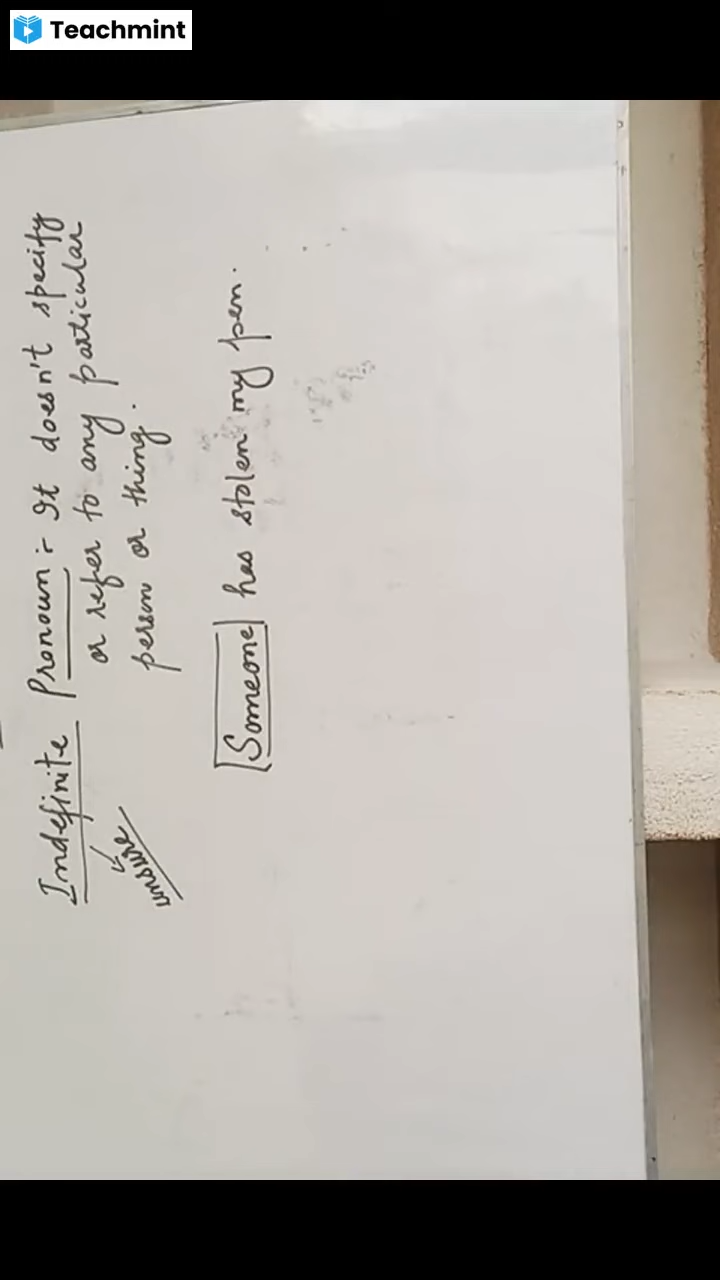 Teachmint
Indefinite Pronoun :- It doesn't specify
or refer to any particular
person or thing.
unsure
Someone has stolen my pen.